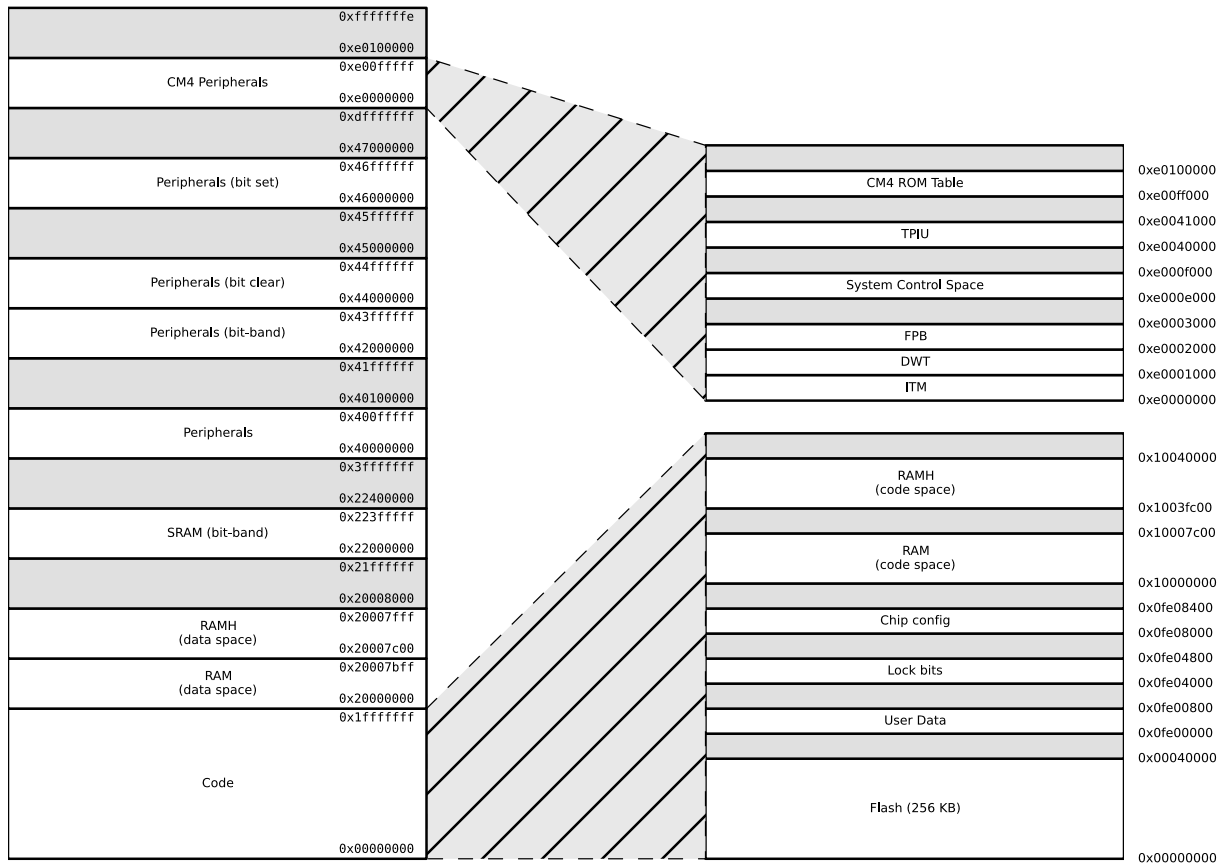 0xfffffffe
0xe0100000
0xe00fffff
CM4 Peripherals
0xe0000000
0xdfffffff
0x47000000
0x46ffffff
Peripherals (bit set)
0x46000000
0x45ffffff
0x45000000
0x44ffffff
Peripherals (bit clear)
0x44000000
0x43ffffff
Peripherals (bit-band)
0x42000000
0x41ffffff
0x40100000
0x400fffff
Peripherals
0x40000000
0x3fffffff
0x22400000
0x223fffff
SRAM (bit-band)
0x22000000
0x21ffffff
0x20008000
0x20007fff
RAMH
(data space)
0x20007c00
0x20007bff
RAM
(data space)
0x20000000
0x1fffffff
Code
0x00000000
0xe0100000
CM4 ROM Table
0xe00ff000
0xe0041000
TPIU
0xe0040000
0xe000f000
System Control Space
0xe000e000
0xe0003000
FPB
0xe0002000
DWT
0xe0001000
ITM
0xe0000000
0x10040000
RAMH
(code space)
0x1003fc00
0x10007c00
RAM
(code space)
0x10000000
0x0fe08400
Chip config
0x0fe08000
0x0fe04800
Lock bits
0x0fe04000
0x0fe00800
User Data
0x0fe00000
0x00040000
Flash (256 KB)
0x00000000